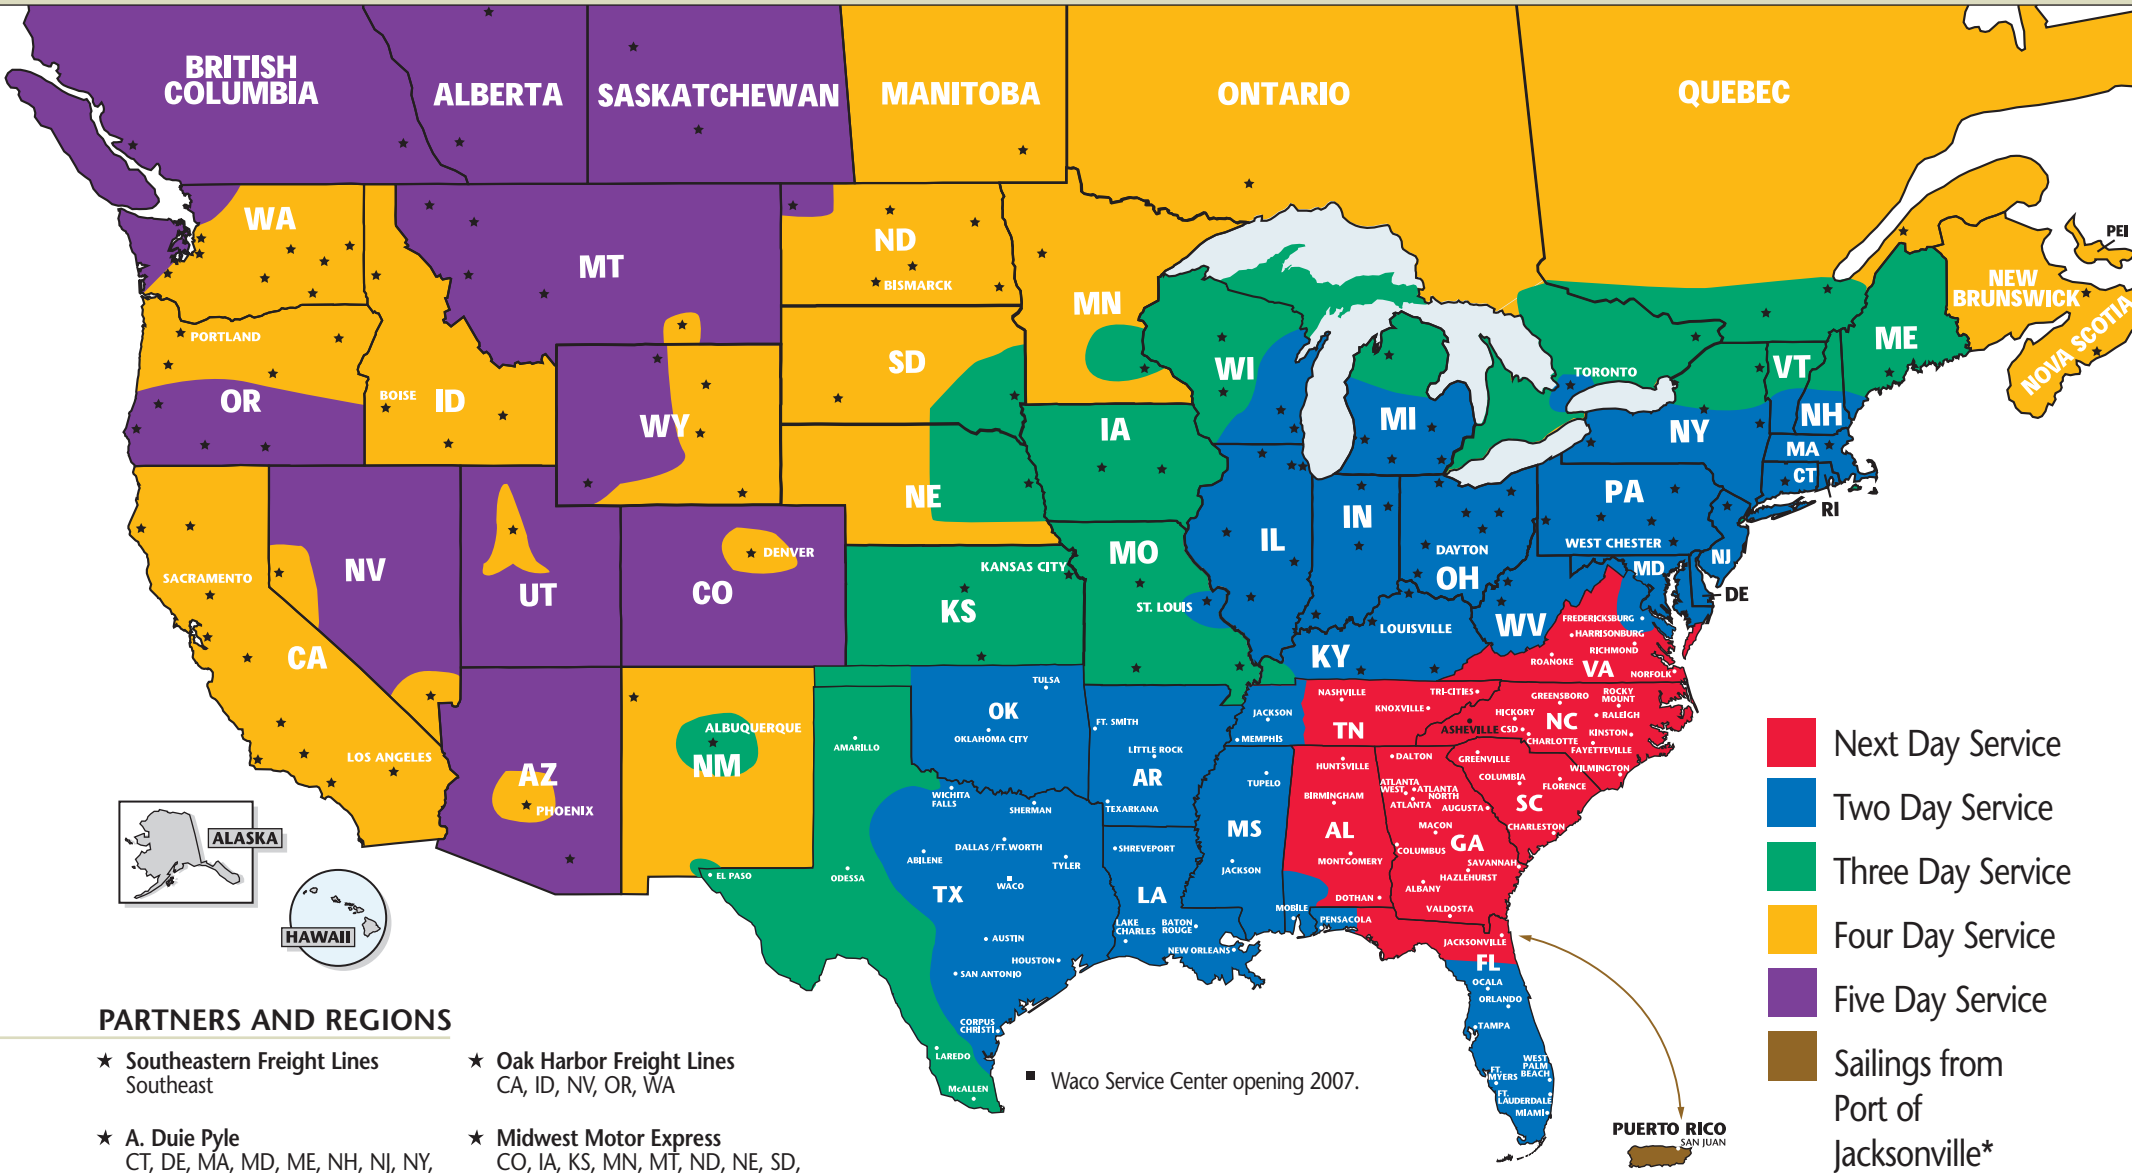 BRITISH
COLUMBIA
ALBERTA
SASKATCHEWAN
MANITOBA
ONTARIO
QUEBEC
WA
MT
ND
BISMARCK
MN
PEI
NEW
BRUNSWICK
NOVA SCOTIA
ME
PORTLAND
OR
BOISE
ID
WY
SD
WI
MI
TORONTO
VT
NH
NY
MA
CT
RI
IA
NE
PA
WEST CHESTER
NJ
MD
DE
SACRAMENTO
NV
UT
CO
DENVER
KANSAS CITY
KS
MO
ST. LOUIS
IL
IN
DAYTON
OH
WV
LOUISVILLE
KY
CA
LOS ANGELES
AZ
PHOENIX
ALBUQUERQUE
NM
FREDERICKSBURG
HARRISONBURG
RICHMOND
ROANOKE
VA
NORFOLK
TULSA
OK
OKLAHOMA CITY
AMARILLO
FT. SMITH
LITTLE ROCK
AR
TEXARKANA
JACKSON
MEMPHIS
NASHVILLE
TRI-CITIES
KNOXVILLE
TN
GREENSBORO
ROCKY
MOUNT
HICKORY
NC
RALEIGH
ASHEVILLE
CSD
CHARLOTTE
KINSTON
FAYETTEVILLE
WILMINGTON
TUPELO
MS
JACKSON
HUNTSVILLE
BIRMINGHAM
AL
MONTGOMERY
DOTHAN
MOBILE
DALTON
ATLANTA
WEST
ATLANTA
NORTH
ATLANTA
AUGUSTA
MACON
GA
COLUMBUS
SAVANNAH
HAZLEHURST
ALBANY
VALDOSTA
GREENVILLE
COLUMBIA
FLORENCE
SC
CHARLESTON
WICHITA
FALLS
SHERMAN
DALLAS /FT. WORTH
ABILENE
TYLER
WACO
TX
EL PASO
ODESSA
AUSTIN
HOUSTON
SAN ANTONIO
CORPUS
CHRISTI
LAREDO
McALLEN
SHREVEPORT
LA
LAKE
CHARLES
BATON
ROUGE
NEW ORLEANS
PENSACOLA
JACKSONVILLE
FL
OCALA
ORLANDO
TAMPA
WEST
PALM
BEACH
FT.
MYERS
FT.
LAUDERDALE
MIAMI
ALASKA
HAWAII
PUERTO RICO
SAN JUAN
Next Day Service
Two Day Service
Three Day Service
Four Day Service
Five Day Service
Sailings from
Port of
Jacksonville*
PARTNERS AND REGIONS
★ Southeastern Freight Lines
Southeast
★ A. Duie Pyle
CT, DE, MA, MD, ME, NH, NJ, NY,
★ Oak Harbor Freight Lines
CA, ID, NV, OR, WA
★ Midwest Motor Express
CO, IA, KS, MN, MT, ND, NE, SD,
■ Waco Service Center opening 2007.